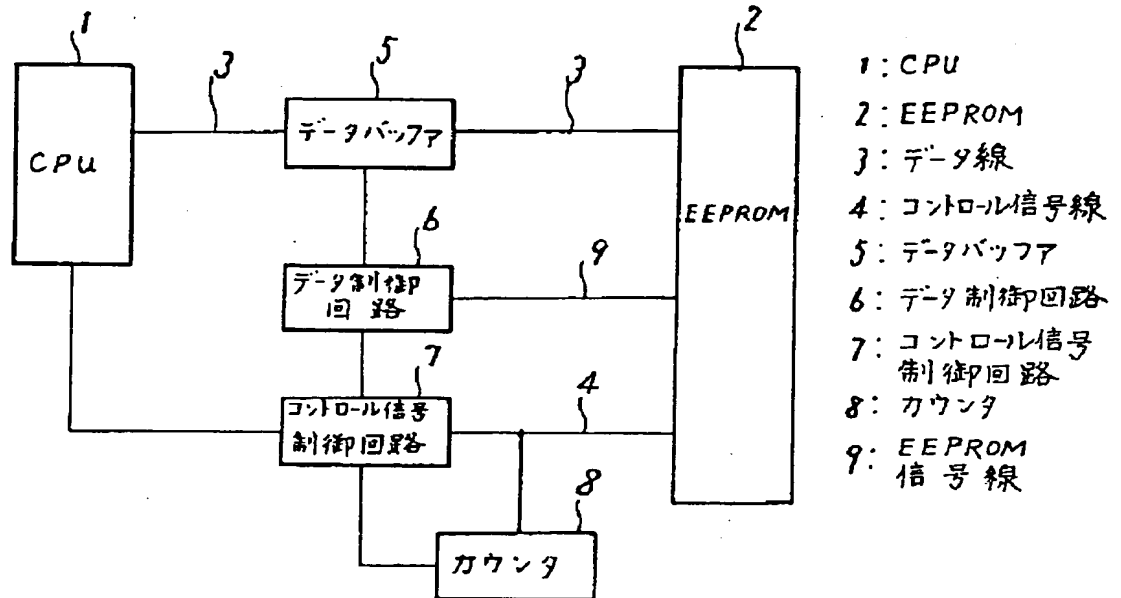 1
3
5
3
2
CPU
データバッファ
EEPROM
6
9
データ制御
回路
7
4
コントロール信号
制御回路
8
カウンタ
1:CPU
2:EEPROM
3:データ線
4:コントロール信号線
5:データバッファ
6:データ制御回路
7:コントロール信号
制御回路
8:カウンタ
9:EEPROM
信号線